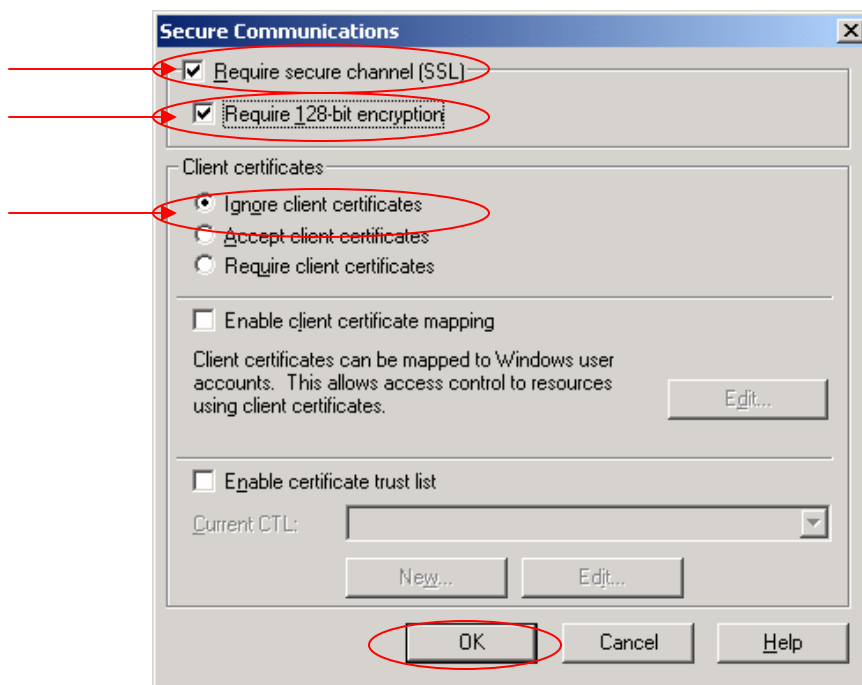 Secure Communications
Require secure channel (SSL)
Require 128-bit encryption
Client certificates
Ignore client certificates
Accept client certificates
Require client certificates
Enable client certificate mapping
Client certificates can be mapped to Windows user
accounts. This allows access control to resources
using client certificates.
Edit...
Enable certificate trust list
Current CTL:
New... Edit...
OK Cancel Help